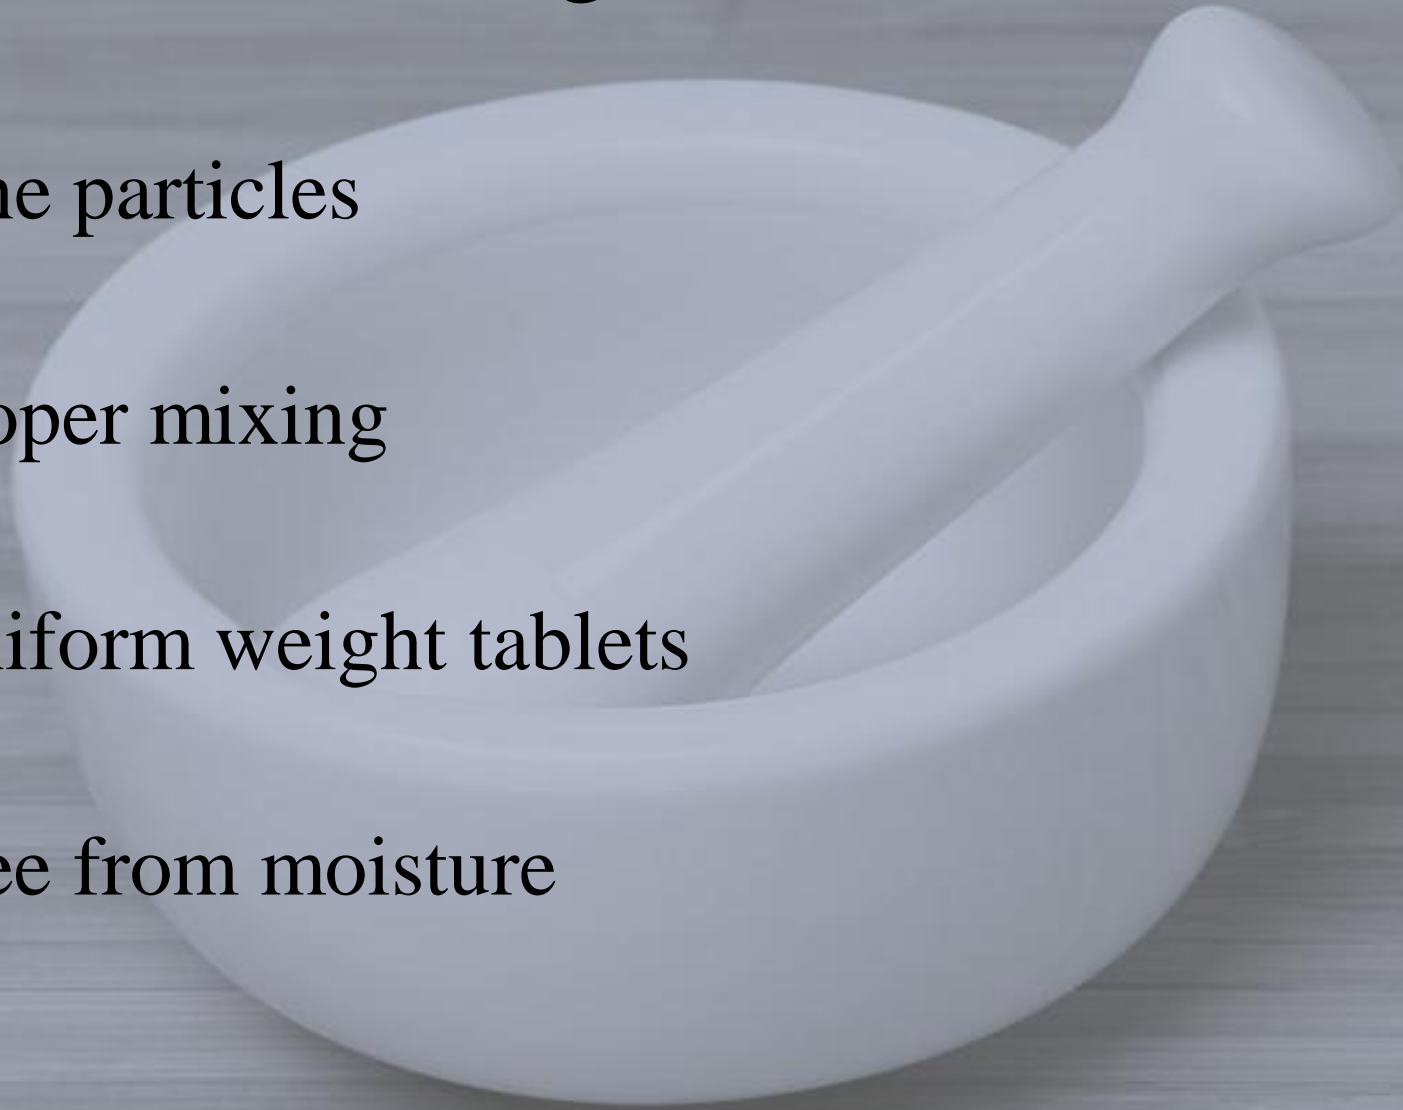 ne particles
oper mixing
iform weight tablets
ee from moisture